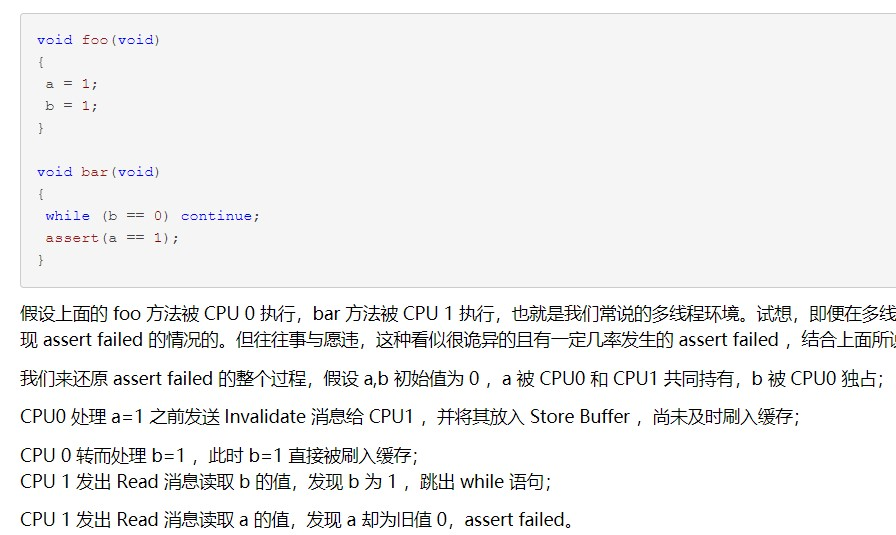 void foo(void)
{
a = 1;
b = 1;
}
void bar(void)
{
while (b == 0) continue;
assert(a == 1);
}
假设上面的 foo 方法被 CPU 0 执行，bar 方法被 CPU 1 执行，也就是我们常说的多线程环境。试想，即便在多线
现 assert failed 的情况的。但往往事与愿违，这种看似很诡异的且有一定几率发生的 assert failed ，结合上面所
我们来还原 assert failed 的整个过程，假设 a,b 初始值为 0 ，a 被 CPU0 和 CPU1 共同持有，b 被 CPU0 独占；
CPU0 处理 a=1 之前发送 Invalidate 消息给 CPU1 ，并将其放入 Store Buffer ，尚未及时刷入缓存；
CPU 0 转而处理 b=1 ，此时 b=1 直接被刷入缓存；
CPU 1 发出 Read 消息读取 b 的值，发现 b 为 1 ，跳出 while 语句；
CPU 1 发出 Read 消息读取 a 的值，发现 a 却为旧值 0，assert failed。